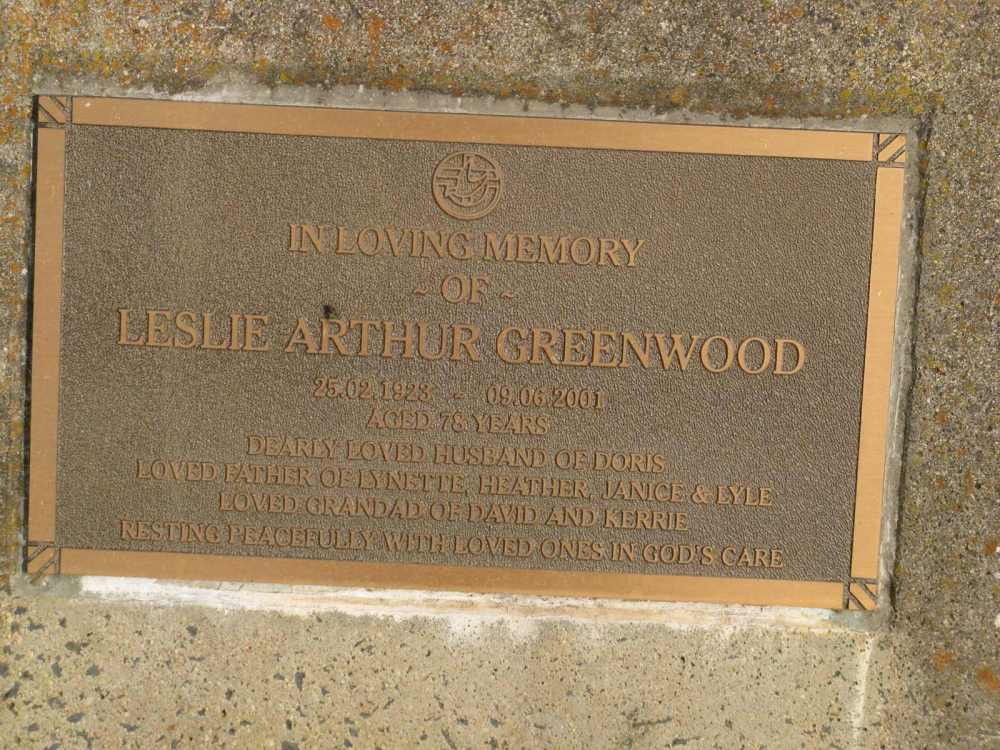 IN LOVING MEMORY
~ OF ~
LESLIE ARTHUR GREENWOOD
25.02.1923 ~ 09.06.2001
AGED 78 YEARS
DEARLY LOVED HUSBAND OF DORIS
LOVED FATHER OF LYNETTE, HEATHER, JANICE & LYLE
LOVED GRANDAD OF DAVID AND KERRIE
RESTING PEACEFULLY WITH LOVED ONES IN GOD'S CARE